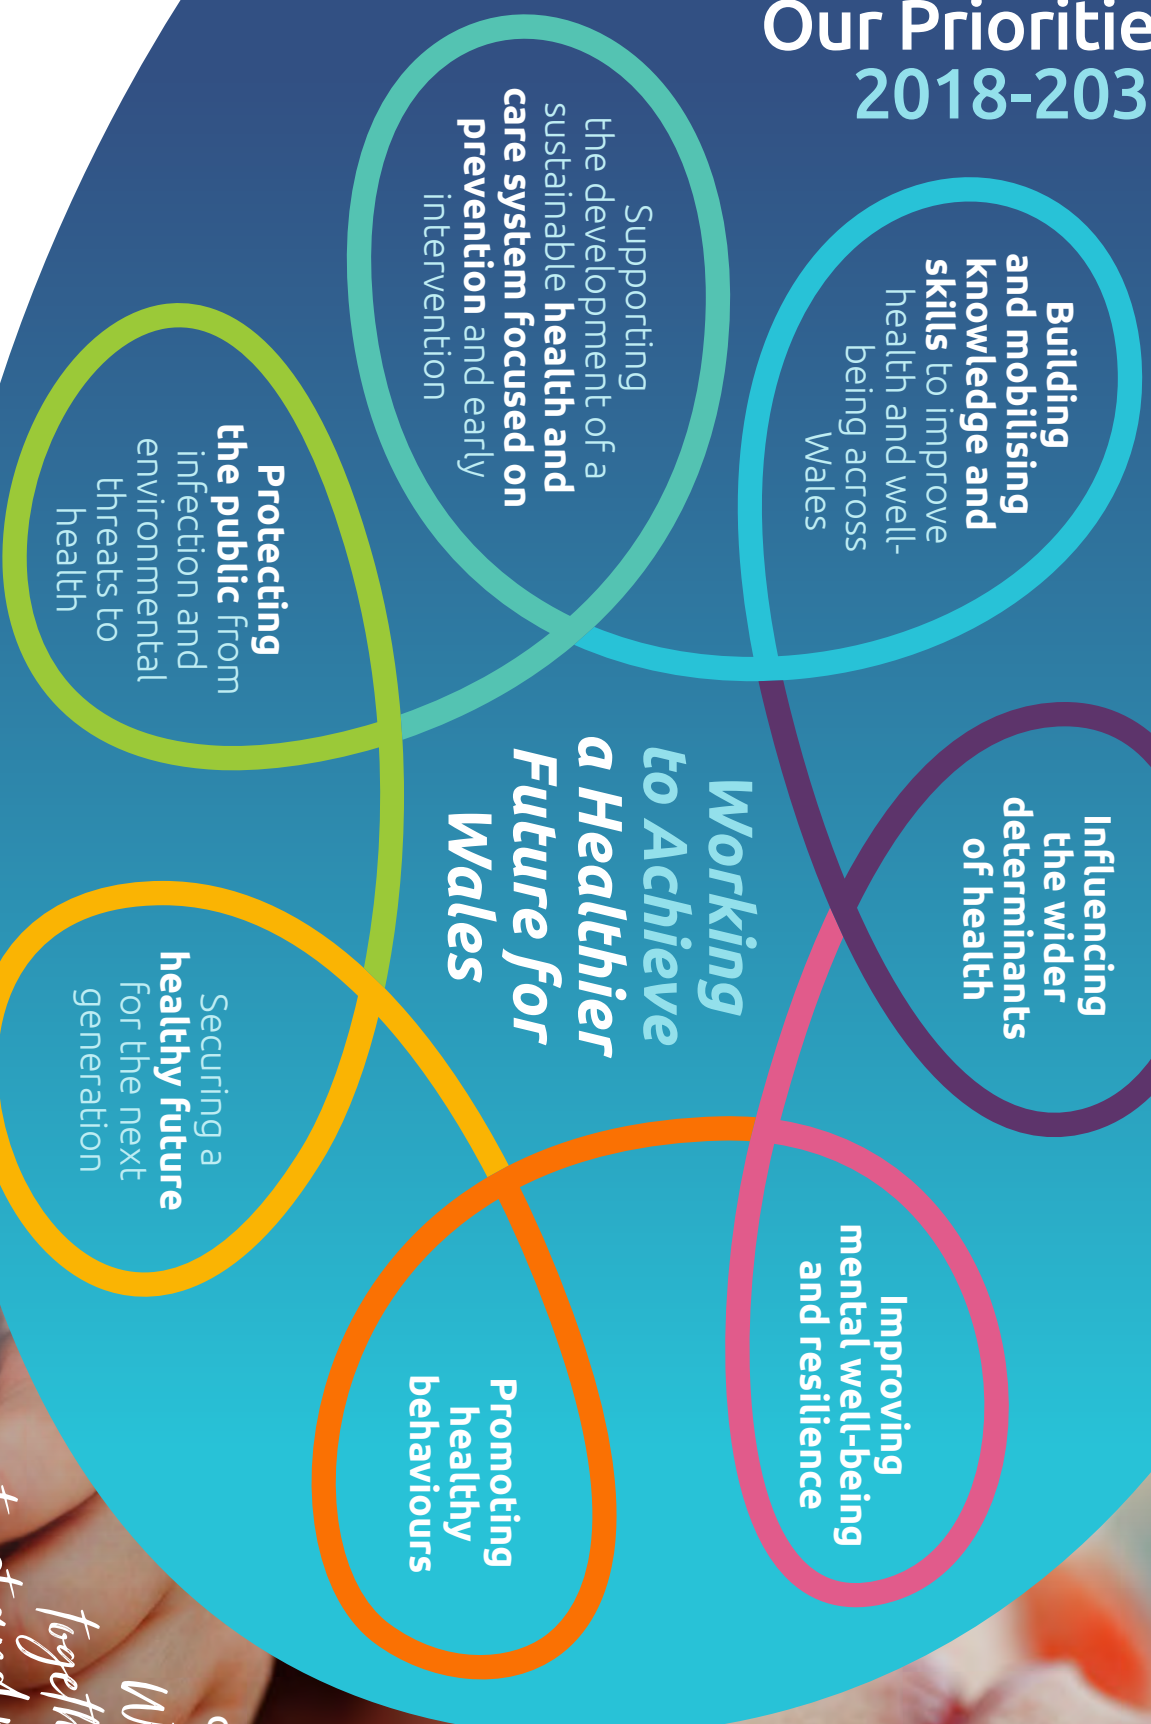 Our Prioritie
2018-203
Building
and mobilising
knowledge and
skills to improve
health and well-
being across
Wales
Influencing
the wider
determinants
of health
Improving
mental well-being
and resilience
Promoting
healthy
behaviours
Securing a
healthy future
for the next
generation
Protecting
the public from
infection and
environmental
threats to
health
Supporting
the development of a
sustainable health and
care system focused on
prevention and early
intervention
Working
to Achieve
a Healthier
Future for
Wales